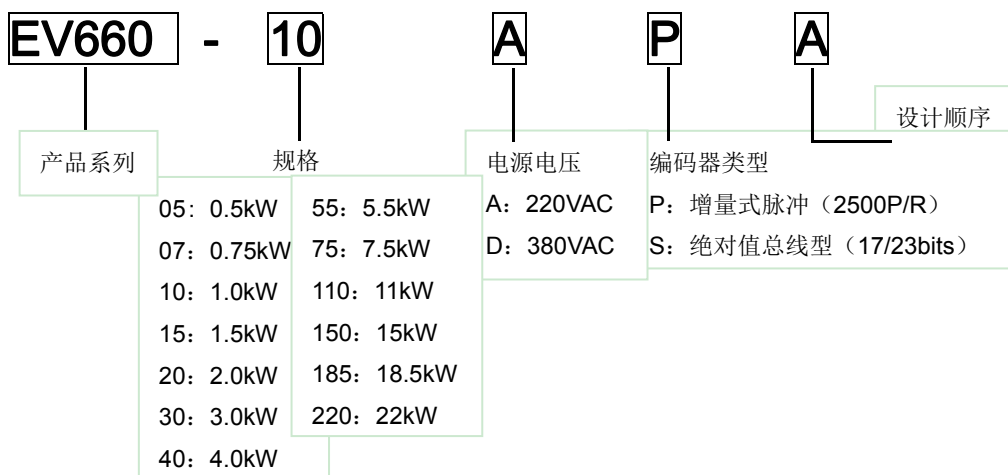 EV660 - 10 A P A
设计顺序
产品系列 规格 电源电压 编码器类型
05：0.5kW 55：5.5kW A：220VAC P：增量式脉冲（2500P/R）
07：0.75kW 75：7.5kW D：380VAC S：绝对值总线型（17/23bits）
10：1.0kW 110：11kW
15：1.5kW 150：15kW
20：2.0kW 185：18.5kW
30：3.0kW 220：22kW
40：4.0kW